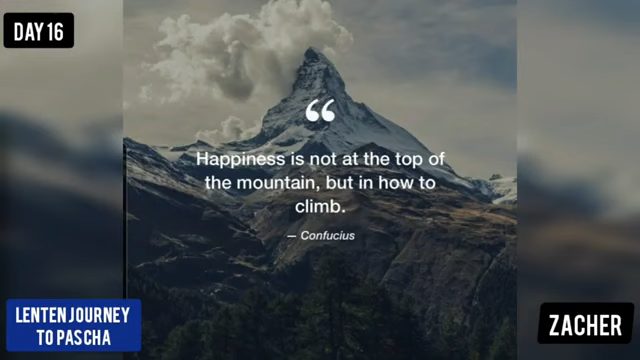 DAY 16
“
Happiness is not at the top of
the mountain, but in how to
climb.
— Confucius
LENTEN JOURNEY
TO PASCHA
ZACHER